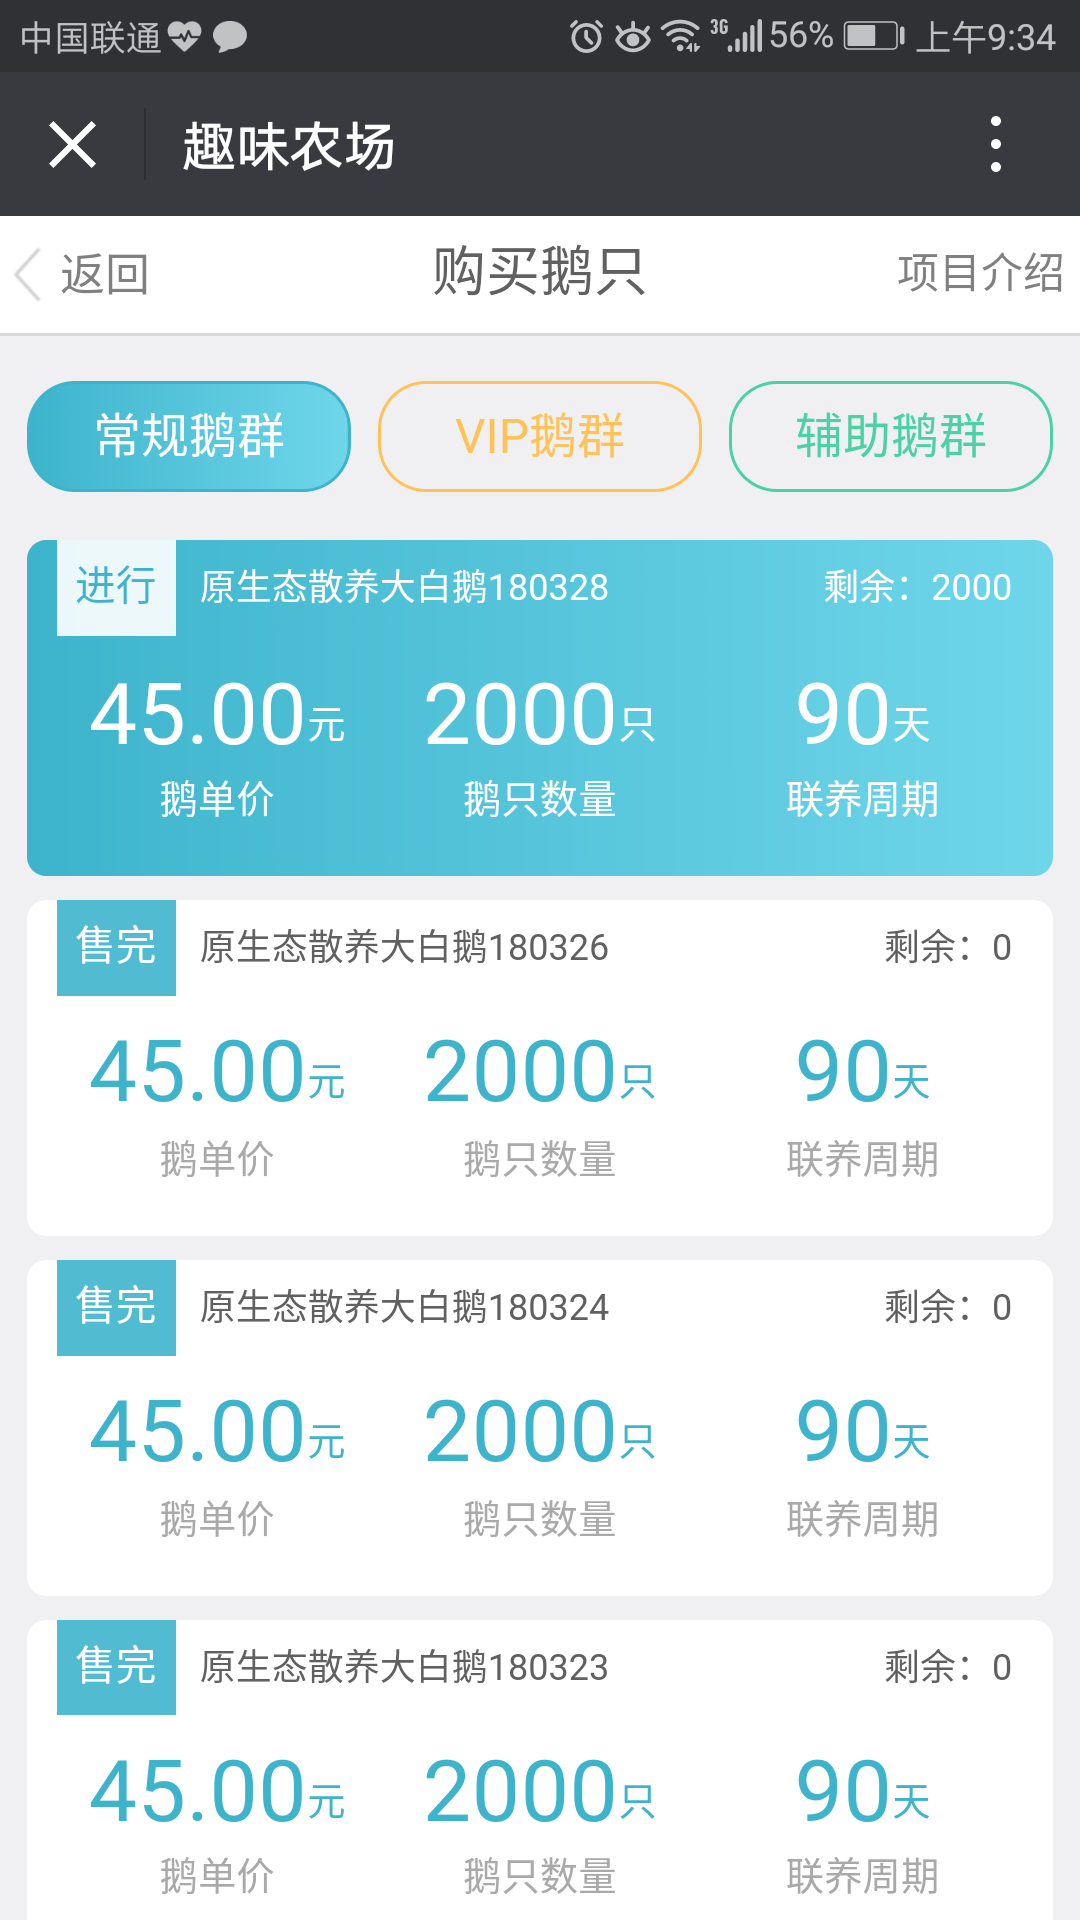 中国联通 3G 56% 上午9:34
趣味农场
返回 购买鹅只 项目介绍
常规鹅群 VIP鹅群 辅助鹅群
进行 原生态散养大白鹅180328 剩余：2000
45.00元 2000只 90天
鹅单价 鹅只数量 联养周期
售完 原生态散养大白鹅180326 剩余：0
45.00元 2000只 90天
鹅单价 鹅只数量 联养周期
售完 原生态散养大白鹅180324 剩余：0
45.00元 2000只 90天
鹅单价 鹅只数量 联养周期
售完 原生态散养大白鹅180323 剩余：0
45.00元 2000只 90天
鹅单价 鹅只数量 联养周期